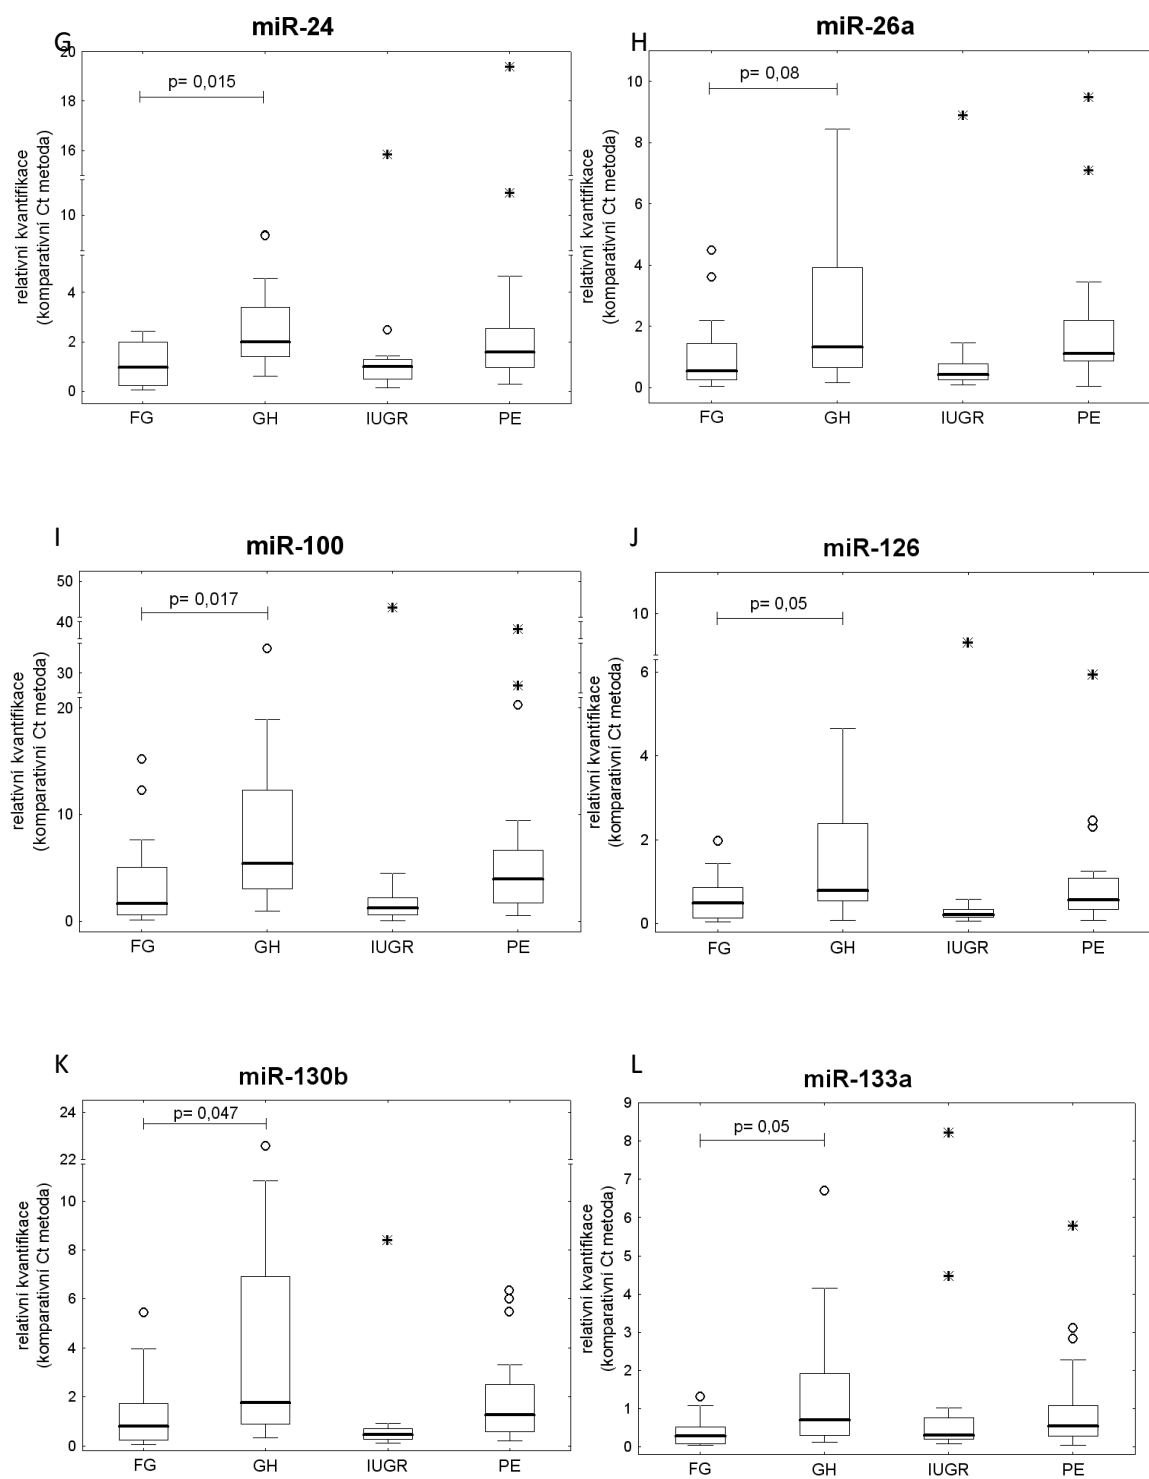 G
miR-24
20
18
16
10
4
2
0
p= 0,015
relativní kvantifikace
(komparativní Ct metoda)
FG GH IUGR PE
H
miR-26a
10
8
6
4
2
0
p= 0,08
relativní kvantifikace
(komparativní Ct metoda)
FG GH IUGR PE
I
miR-100
50
40
30
20
10
0
p= 0,017
relativní kvantifikace
(komparativní Ct metoda)
FG GH IUGR PE
J
miR-126
10
6
4
2
0
p= 0,05
relativní kvantifikace
(komparativní Ct metoda)
FG GH IUGR PE
K
miR-130b
24
22
10
8
6
4
2
0
p= 0,047
relativní kvantifikace
(komparativní Ct metoda)
FG GH IUGR PE
L
miR-133a
9
8
7
6
5
4
3
2
1
0
p= 0,05
relativní kvantifikace
(komparativní Ct metoda)
FG GH IUGR PE